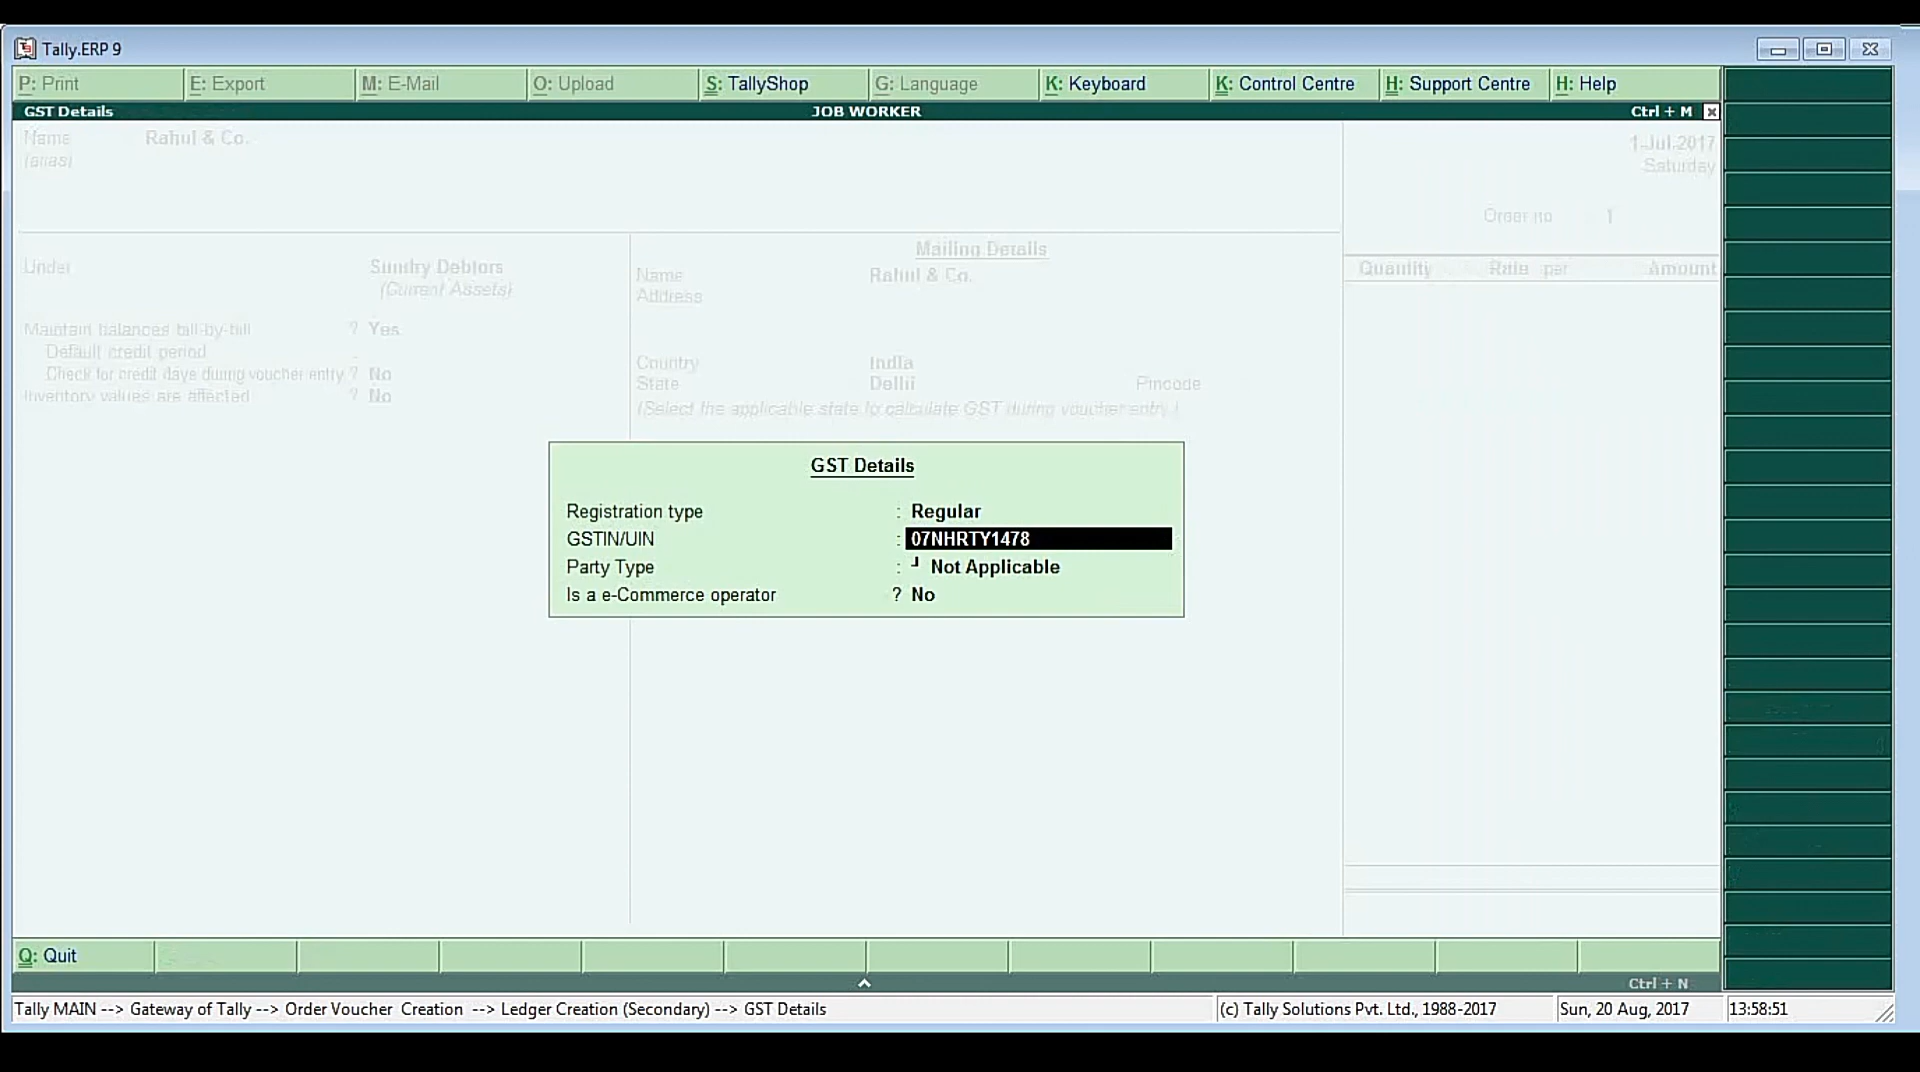 Tally.ERP 9
P: Print E: Export M: E-Mail O: Upload S: TallyShop G: Language K: Keyboard K: Control Centre H: Support Centre H: Help
GST Details JOB WORKER Ctrl + M
Name Rahul & Co.
(alias)
1-Jul-2017
Saturday
Order no 1
Mailing Details
Under Sundry Debtors
(Current Assets)
Name Rahul & Co.
Address
Quantity Rate per Amount
Maintain balances bill-by-bill ? Yes
Default credit period
Check for credit days during voucher entry ? No
Inventory values are affected ? No
Country India
State Delhi Pincode
(Select the applicable state to calculate GST during voucher entry.)
GST Details
Registration type : Regular
GSTIN/UIN : 07NHRTY1478
Party Type : ┘ Not Applicable
Is a e-Commerce operator ? No
Q: Quit
Ctrl + N
Tally MAIN --> Gateway of Tally --> Order Voucher Creation --> Ledger Creation (Secondary) --> GST Details
(c) Tally Solutions Pvt. Ltd., 1988-2017 Sun, 20 Aug, 2017 13:58:51